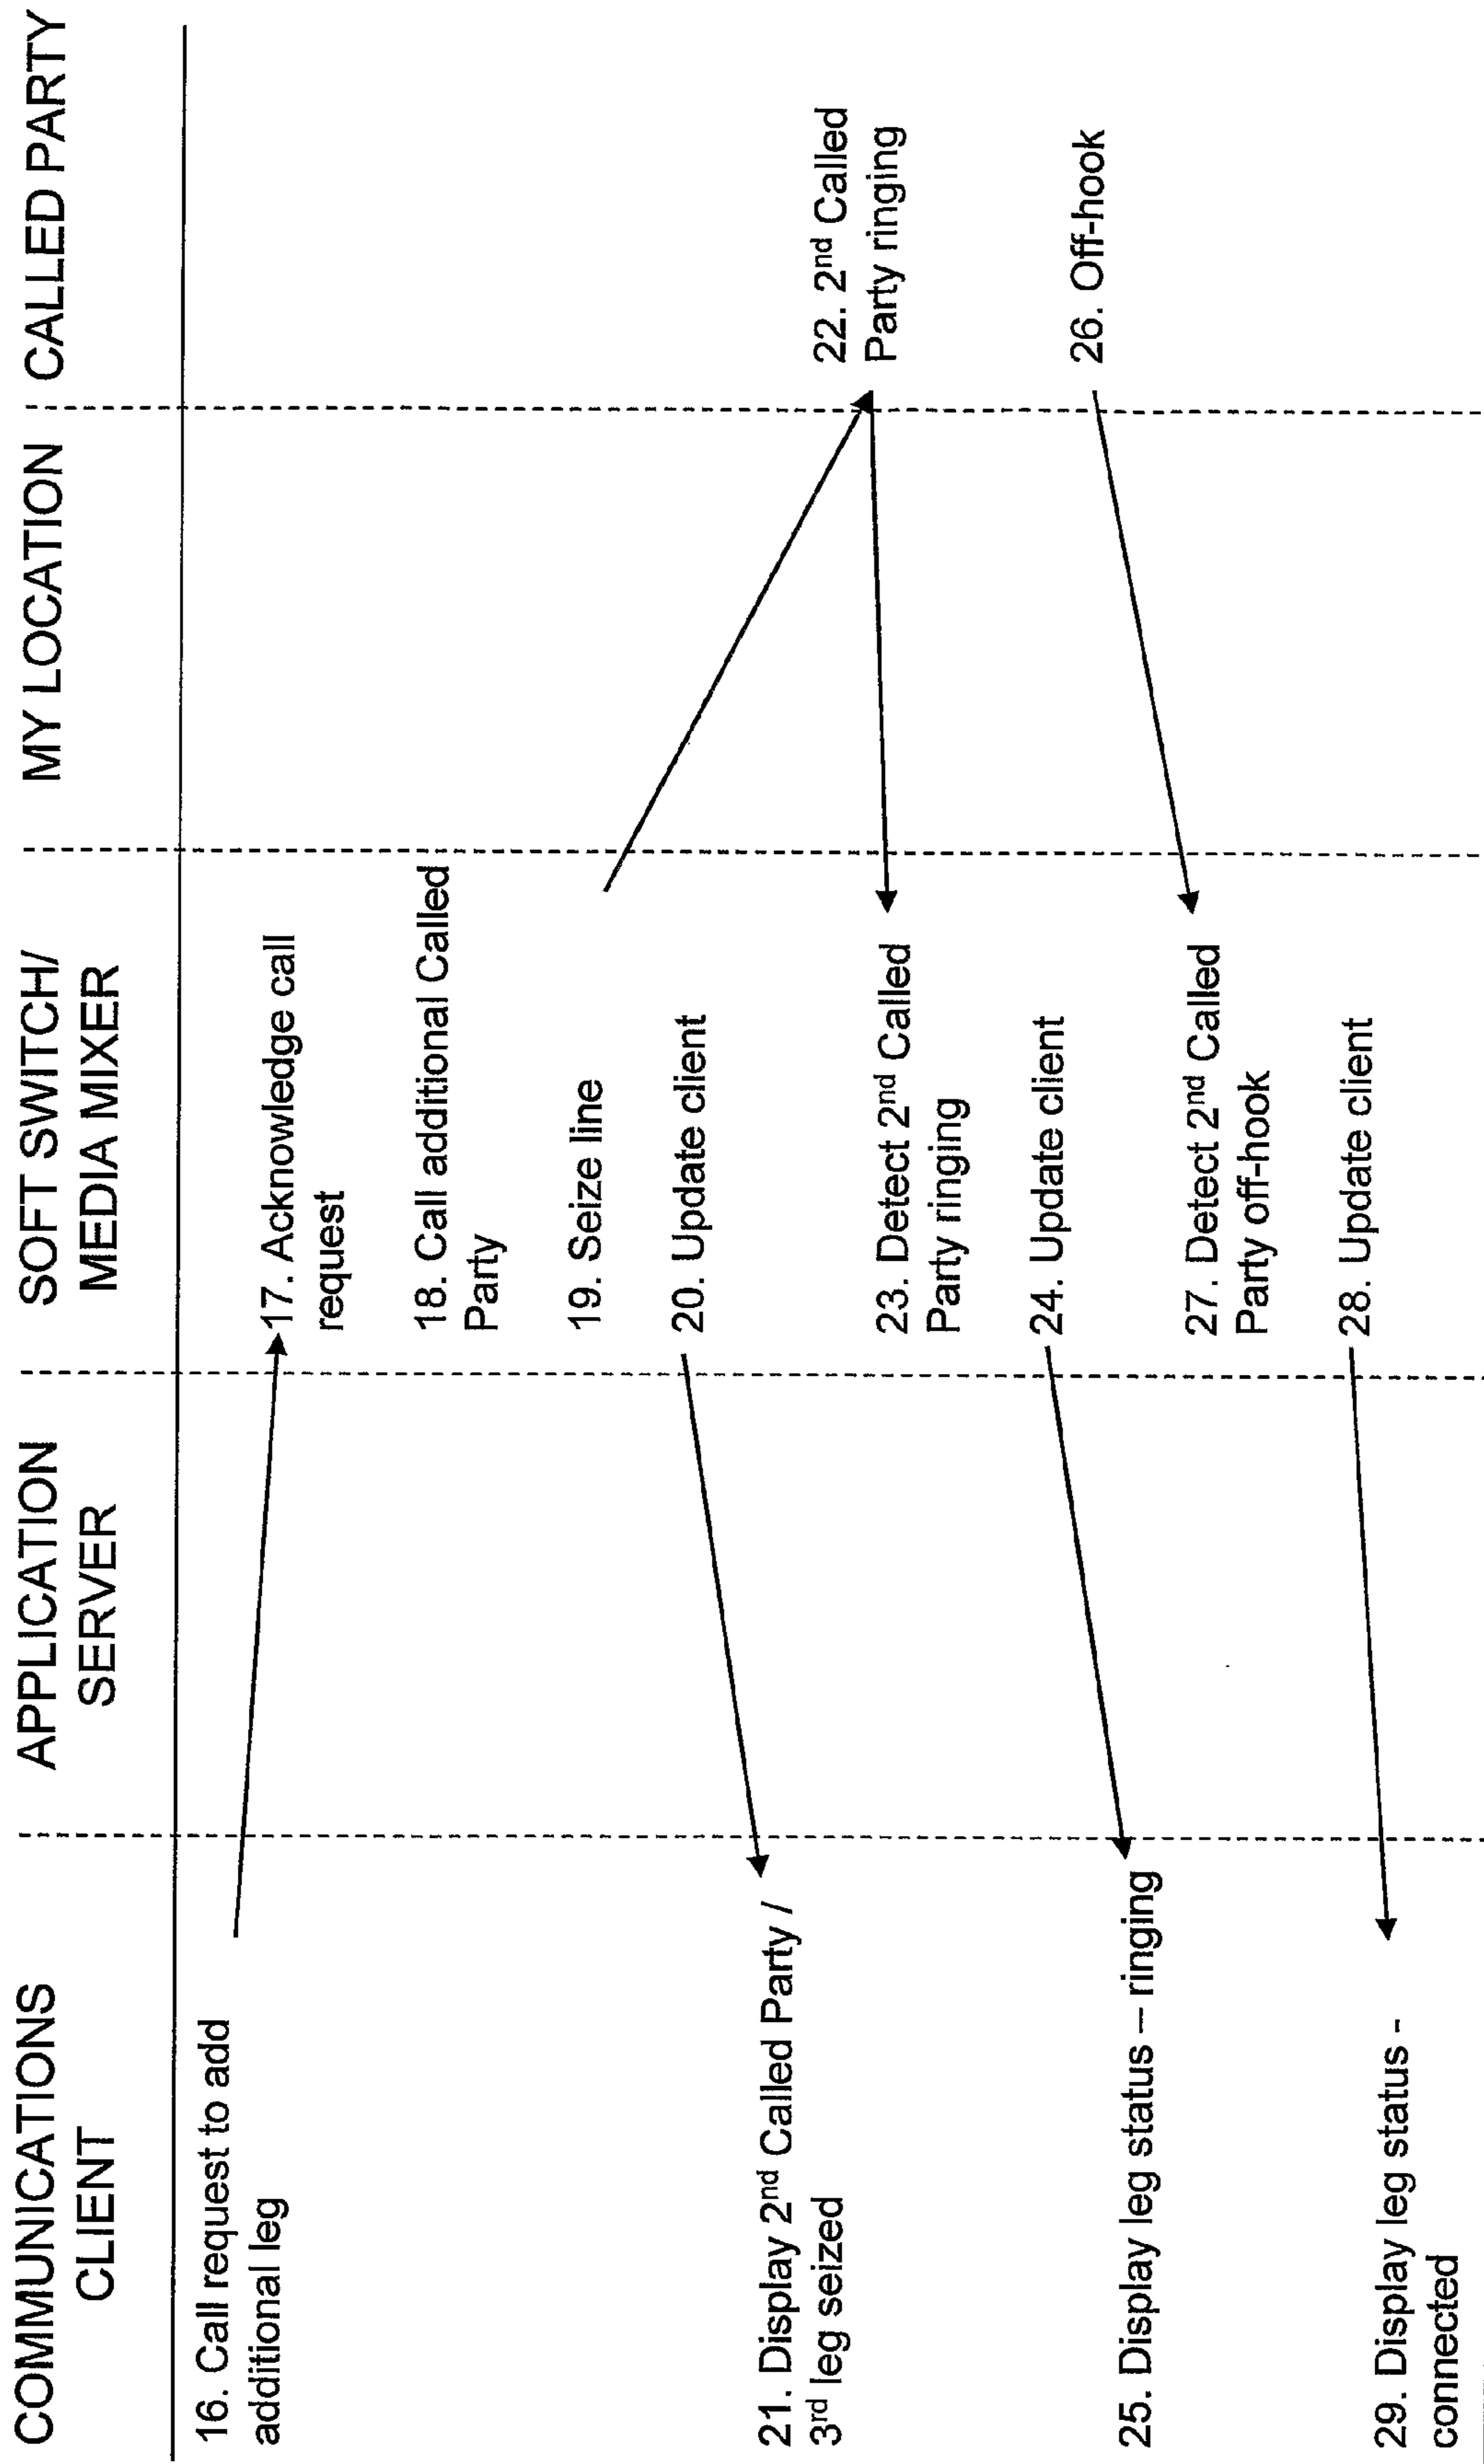 COMMUNICATIONS
CLIENT
APPLICATION
SERVER
SOFT SWITCH/
MEDIA MIXER
MY LOCATION
CALLED PARTY
16. Call request to add
additional leg
17. Acknowledge call
request
18. Call additional Called
Party
19. Seize line
20. Update client
21. Display 2nd Called Party /
3rd leg seized
22. 2nd Called
Party ringing
23. Detect 2nd Called
Party ringing
24. Update client
25. Display leg status – ringing
26. Off-hook
27. Detect 2nd Called
Party off-hook
28. Update client
29. Display leg status -
connected